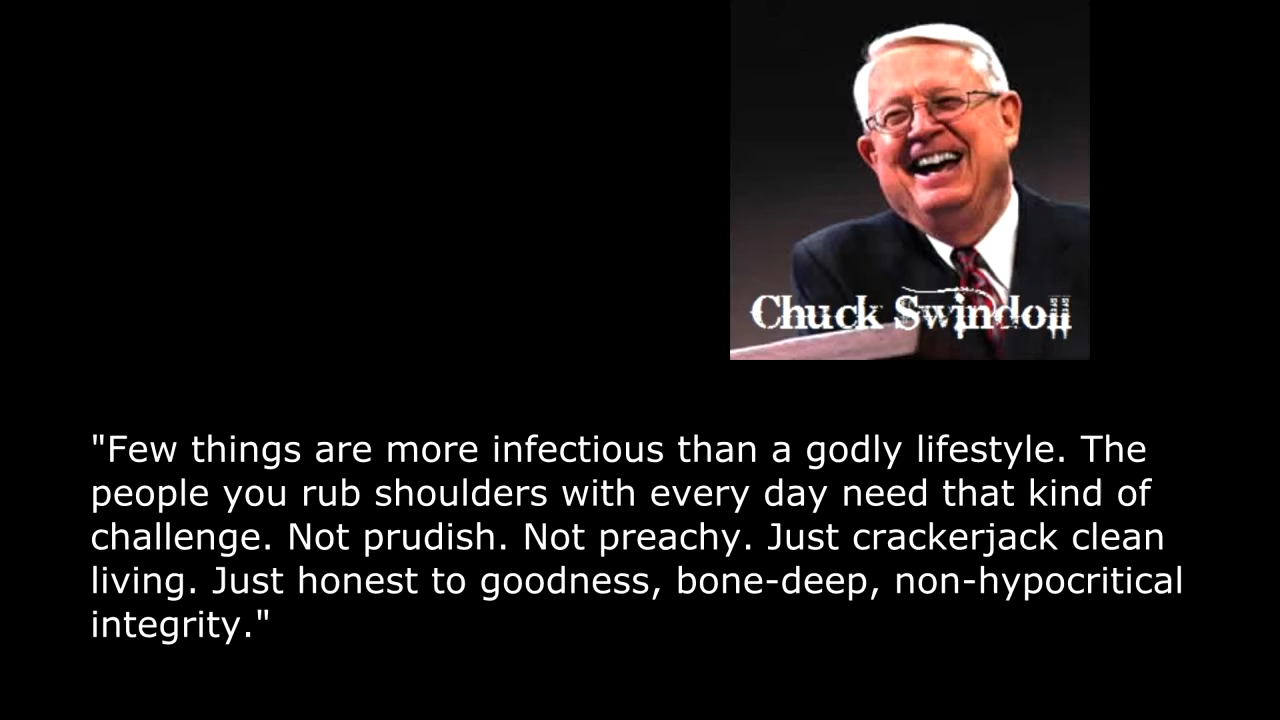 Chuck Swindoll
"Few things are more infectious than a godly lifestyle. The
people you rub shoulders with every day need that kind of
challenge. Not prudish. Not preachy. Just crackerjack clean
living. Just honest to goodness, bone-deep, non-hypocritical
integrity."